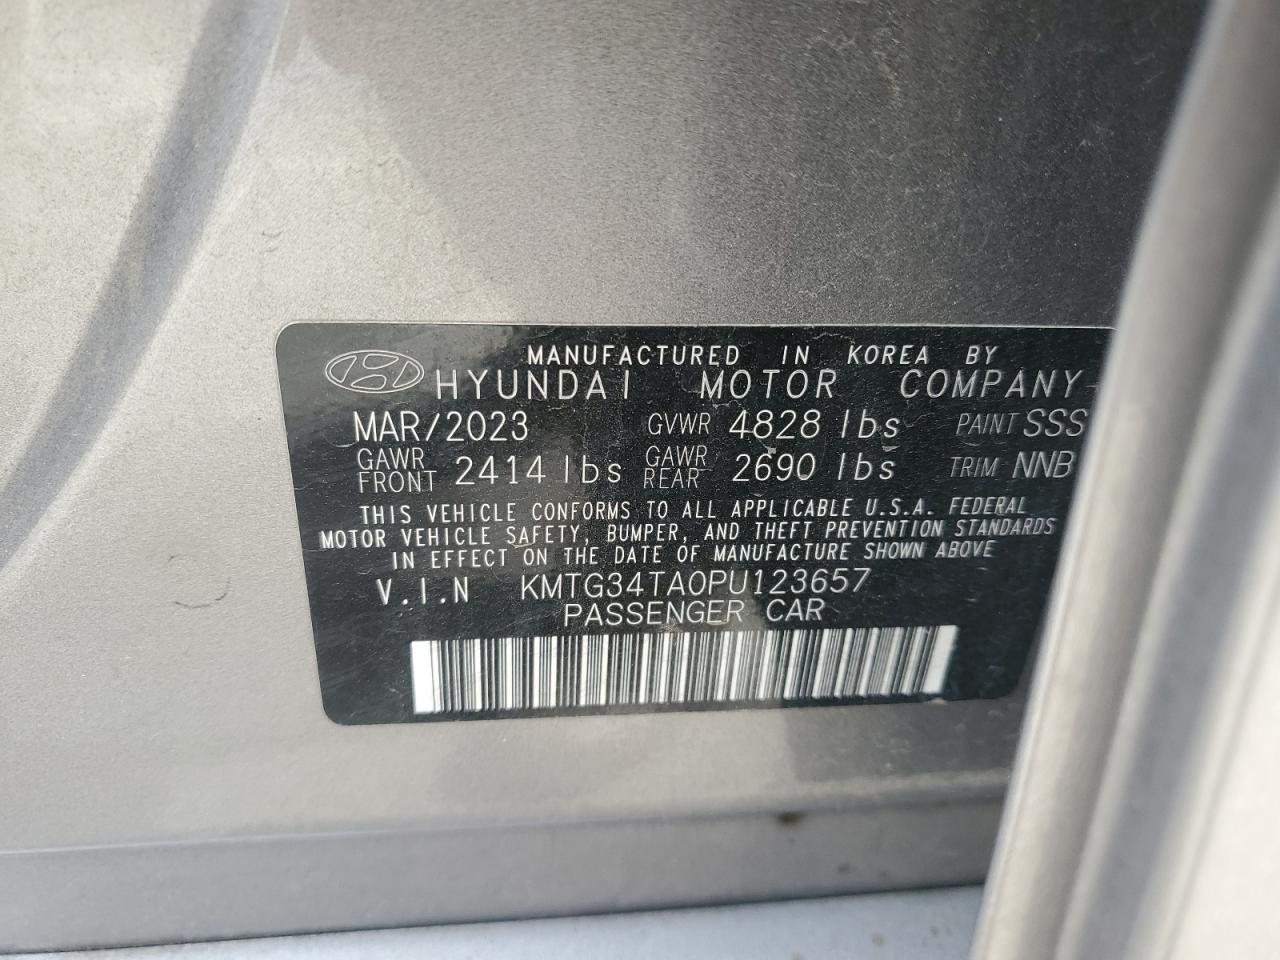 MANUFACTURED IN KOREA BY
HYUNDAI MOTOR COMPANY
MAR/2023 GVWR 4828 lbs PAINT SSS
GAWR FRONT 2414 lbs GAWR REAR 2690 lbs TRIM NNB
THIS VEHICLE CONFORMS TO ALL APPLICABLE U.S.A. FEDERAL
MOTOR VEHICLE SAFETY, BUMPER, AND THEFT PREVENTION STANDARDS
IN EFFECT ON THE DATE OF MANUFACTURE SHOWN ABOVE
V.I.N KMTG34TA0PU123657
PASSENGER CAR